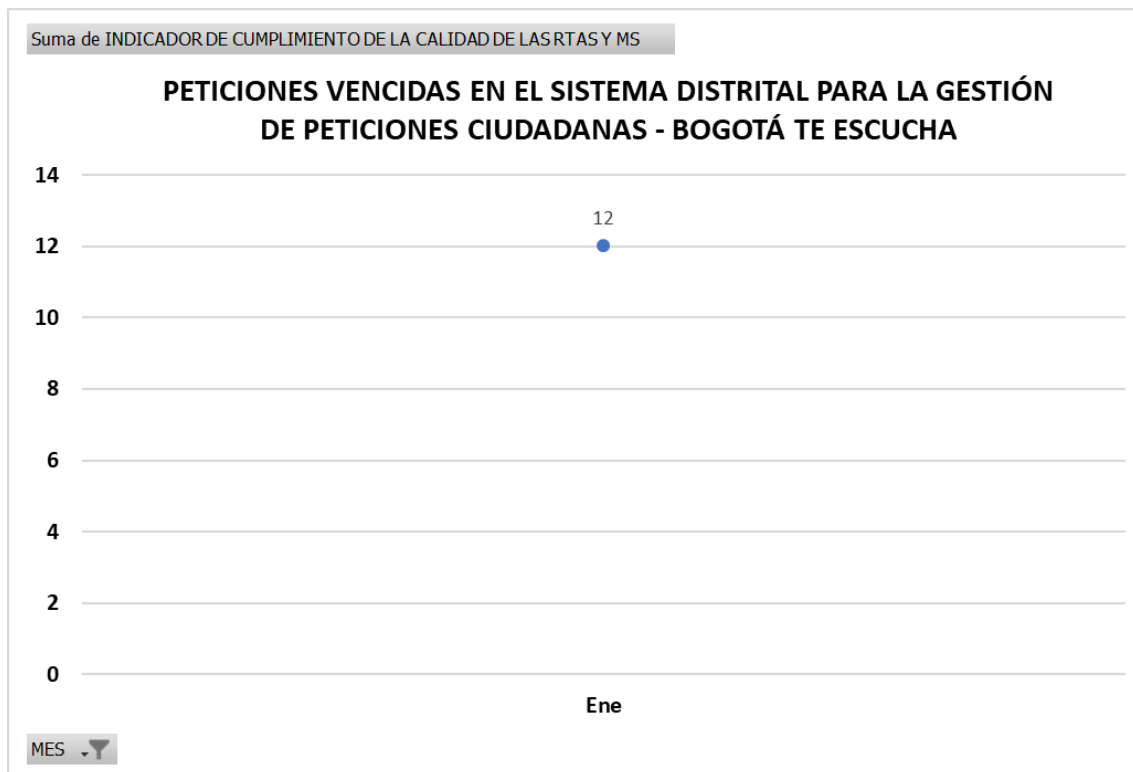 Suma de INDICADOR DE CUMPLIMIENTO DE LA CALIDAD DE LAS RTAS Y MS
PETICIONES VENCIDAS EN EL SISTEMA DISTRITAL PARA LA GESTIÓN
DE PETICIONES CIUDADANAS - BOGOTÁ TE ESCUCHA
14
12
12
10
8
6
4
2
0
Ene
MES